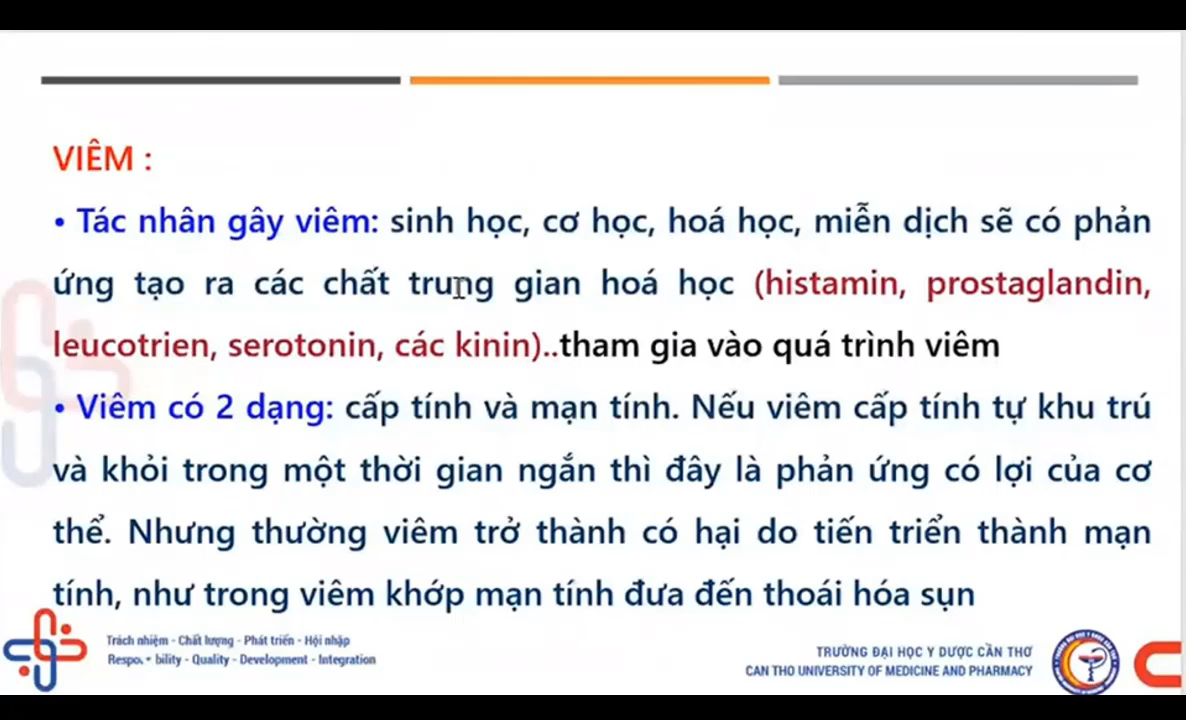 VIÊM :
• Tác nhân gây viêm: sinh học, cơ học, hoá học, miễn dịch sẽ có phản
ứng tạo ra các chất trung gian hoá học (histamin, prostaglandin,
leucotrien, serotonin, các kinin)..tham gia vào quá trình viêm
• Viêm có 2 dạng: cấp tính và mạn tính. Nếu viêm cấp tính tự khu trú
và khỏi trong một thời gian ngắn thì đây là phản ứng có lợi của cơ
thể. Nhưng thường viêm trở thành có hại do tiến triển thành mạn
tính, như trong viêm khớp mạn tính đưa đến thoái hóa sụn
Trách nhiệm - Chất lượng - Phát triển - Hội nhập
bility - Quality - Development - Integration
TRƯỜNG ĐẠI HỌC Y DƯỢC CẦN THƠ
CAN THO UNIVERSITY OF MEDICINE AND PHARMACY